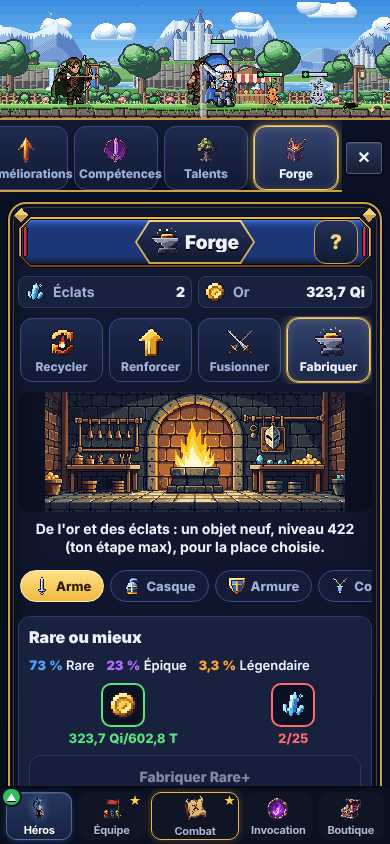 méliorations
Compétences
Talents
Forge
✕
Forge
?
Éclats 2
Or 323,7 Qi
Recycler
Renforcer
Fusionner
Fabriquer
De l'or et des éclats : un objet neuf, niveau 422
(ton étape max), pour la place choisie.
Arme
Casque
Armure
Co
Rare ou mieux
73 % Rare 23 % Épique 3,3 % Légendaire
323,7 Qi/602,8 T
2/25
Fabriquer Rare+
Héros
Équipe
Combat
Invocation
Boutique